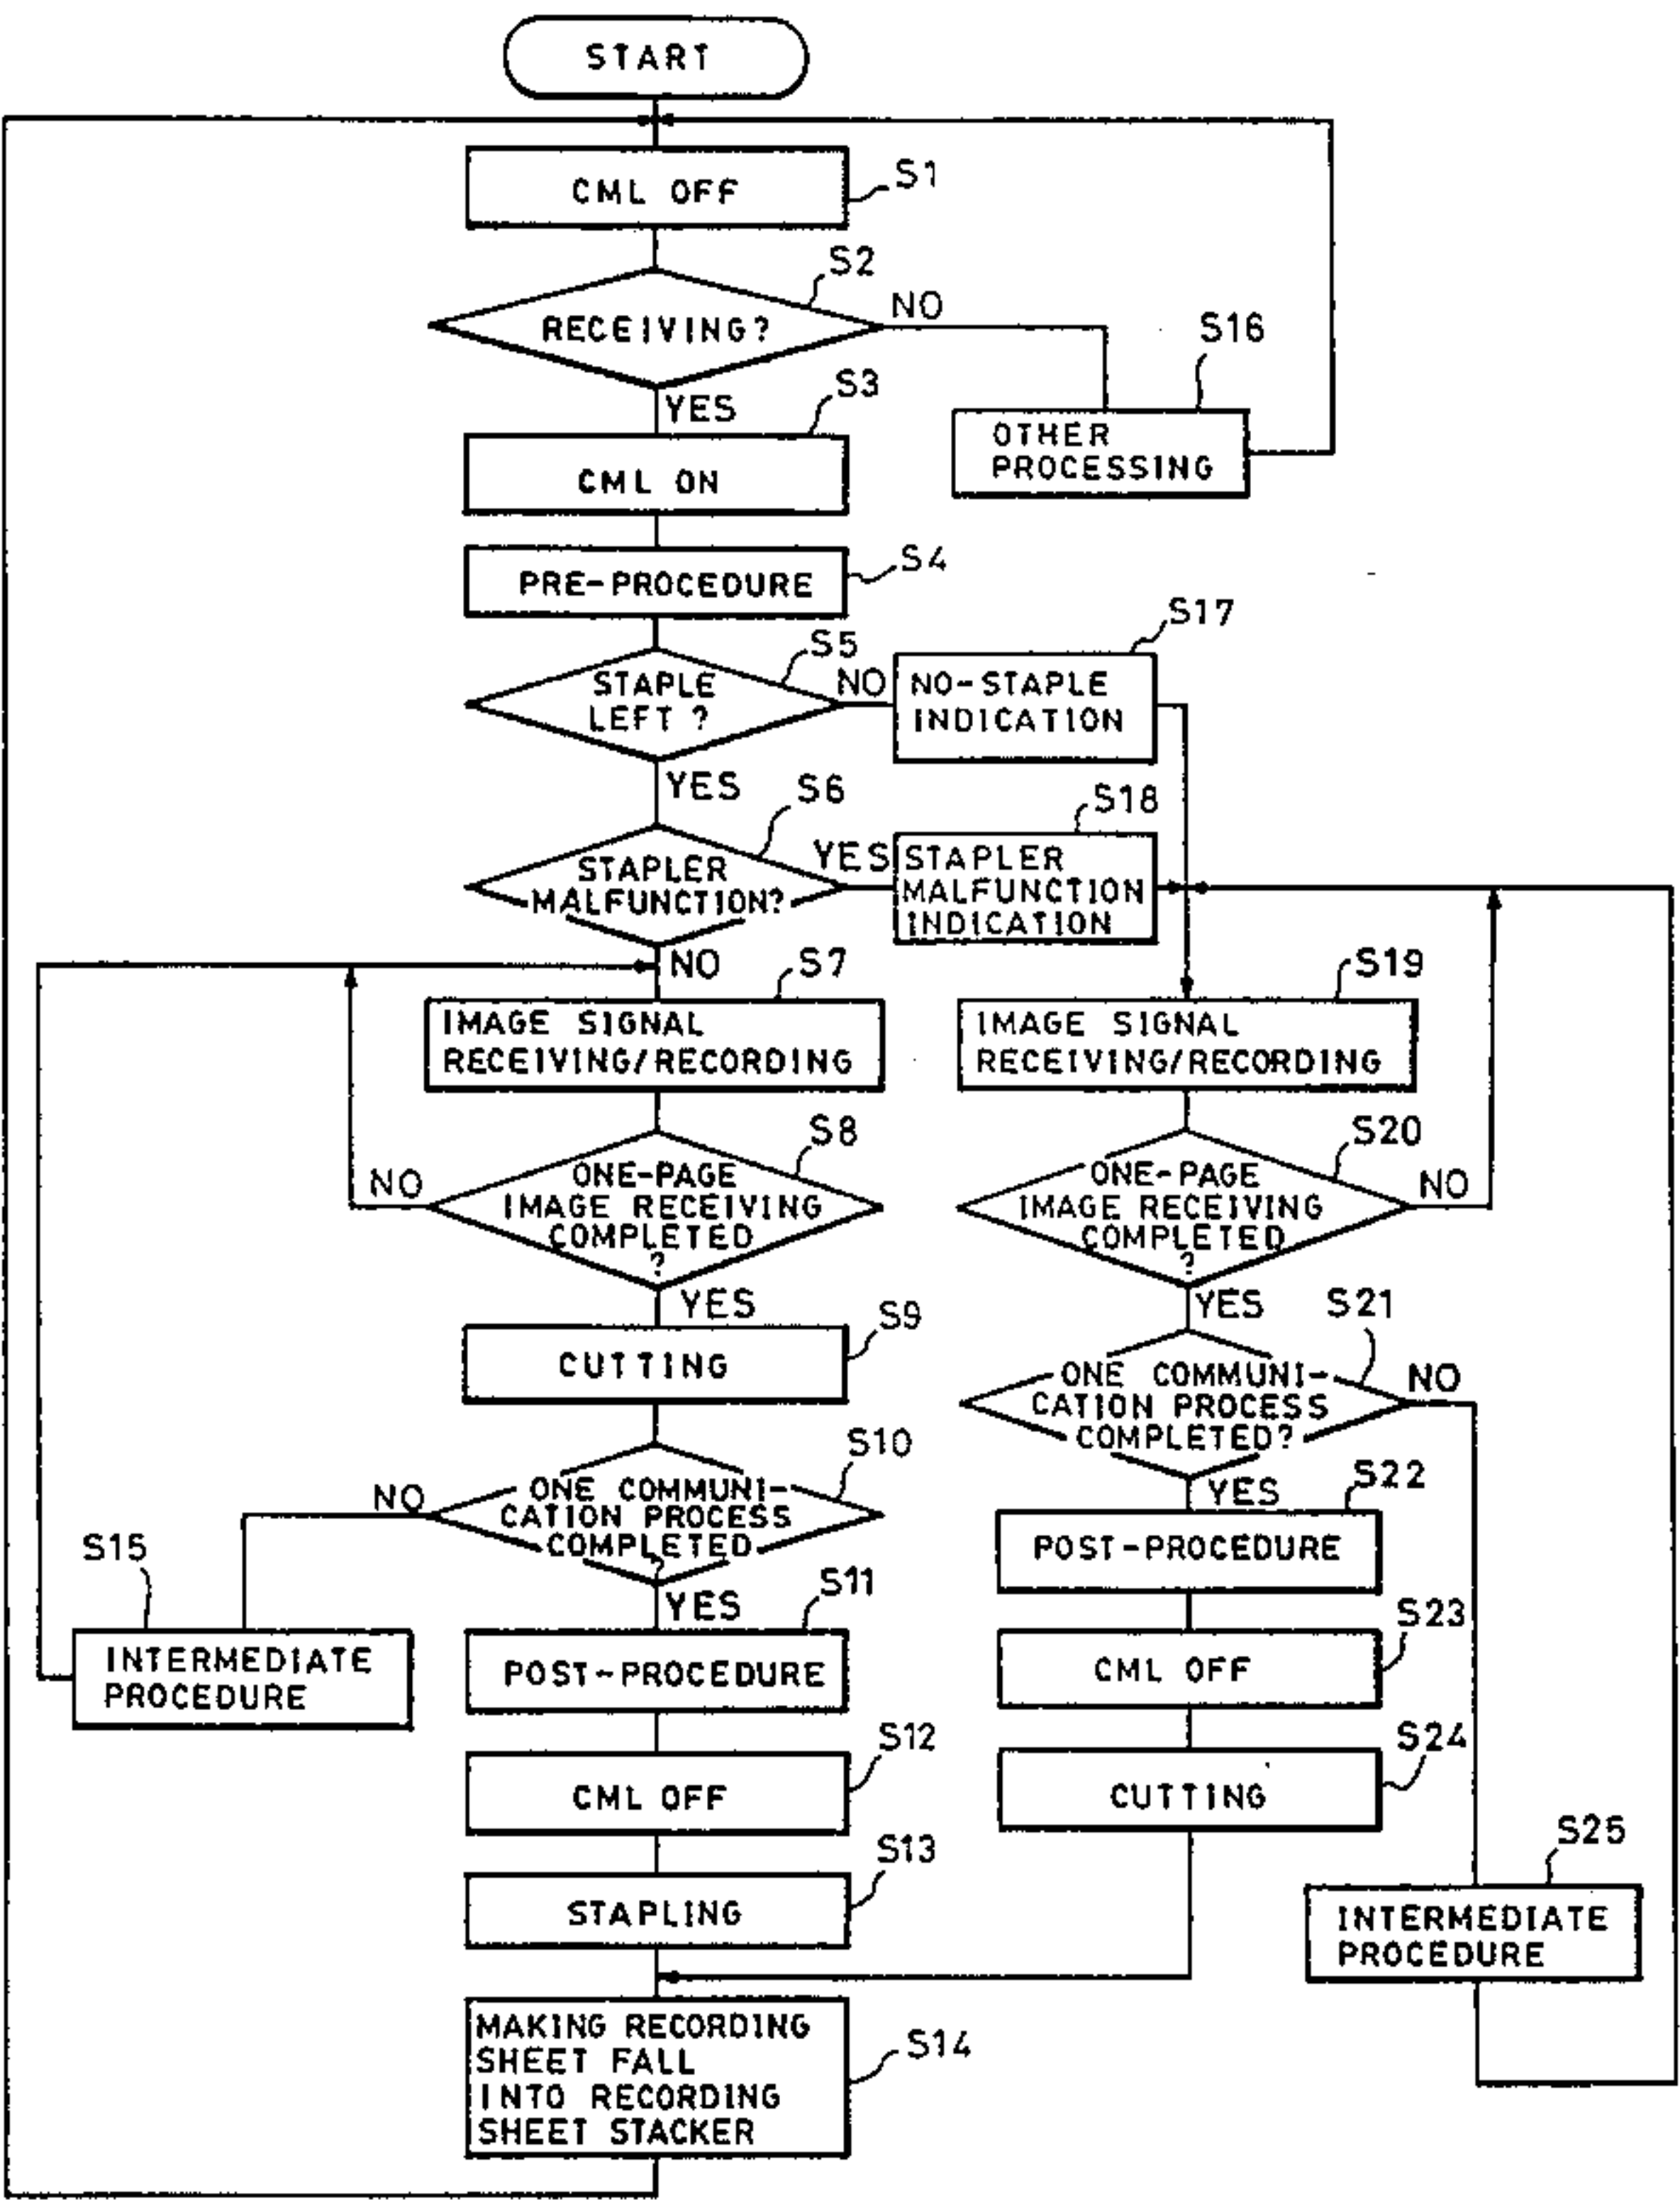 START
CML OFF
S1
S2
RECEIVING?
NO
YES
S3
CML ON
S16
OTHER
PROCESSING
PRE-PROCEDURE
S4
S5
STAPLE
LEFT ?
NO
YES
S17
NO-STAPLE
INDICATION
S6
STAPLER
MALFUNCTION?
YES
NO
S18
STAPLER
MALFUNCTION
INDICATION
S7
IMAGE SIGNAL
RECEIVING/RECORDING
S8
ONE-PAGE
IMAGE RECEIVING
COMPLETED
?
NO
YES
S9
CUTTING
S10
ONE COMMUNI-
CATION PROCESS
COMPLETED
?
NO
YES
S15
INTERMEDIATE
PROCEDURE
S11
POST-PROCEDURE
S12
CML OFF
S13
STAPLING
S14
MAKING RECORDING
SHEET FALL
INTO RECORDING
SHEET STACKER
S19
IMAGE SIGNAL
RECEIVING/RECORDING
S20
ONE-PAGE
IMAGE RECEIVING
COMPLETED
?
NO
YES
S21
ONE COMMUNI-
CATION PROCESS
COMPLETED?
NO
YES
S22
POST-PROCEDURE
S23
CML OFF
S24
CUTTING
S25
INTERMEDIATE
PROCEDURE